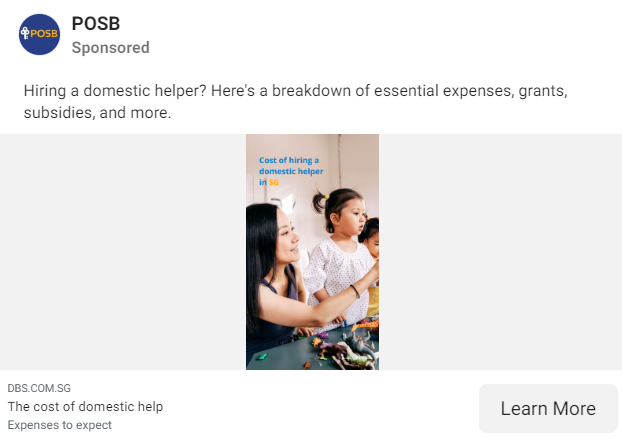 POSB
POSB
Sponsored
Hiring a domestic helper? Here's a breakdown of essential expenses, grants,
subsidies, and more.
Cost of hiring a
domestic helper
in SG
DBS.COM.SG
The cost of domestic help
Expenses to expect
Learn More